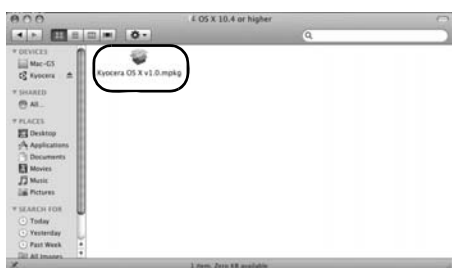 OS X 10.4 or higher
DEVICES
Mac-G5
Kyocera
SHARED
All...
PLACES
Desktop
Applications
Documents
Movies
Music
Pictures
SEARCH FOR
Today
Yesterday
Past Week
All Images
Kyocera OS X v1.0.mpkg
1 item, Zero KB available